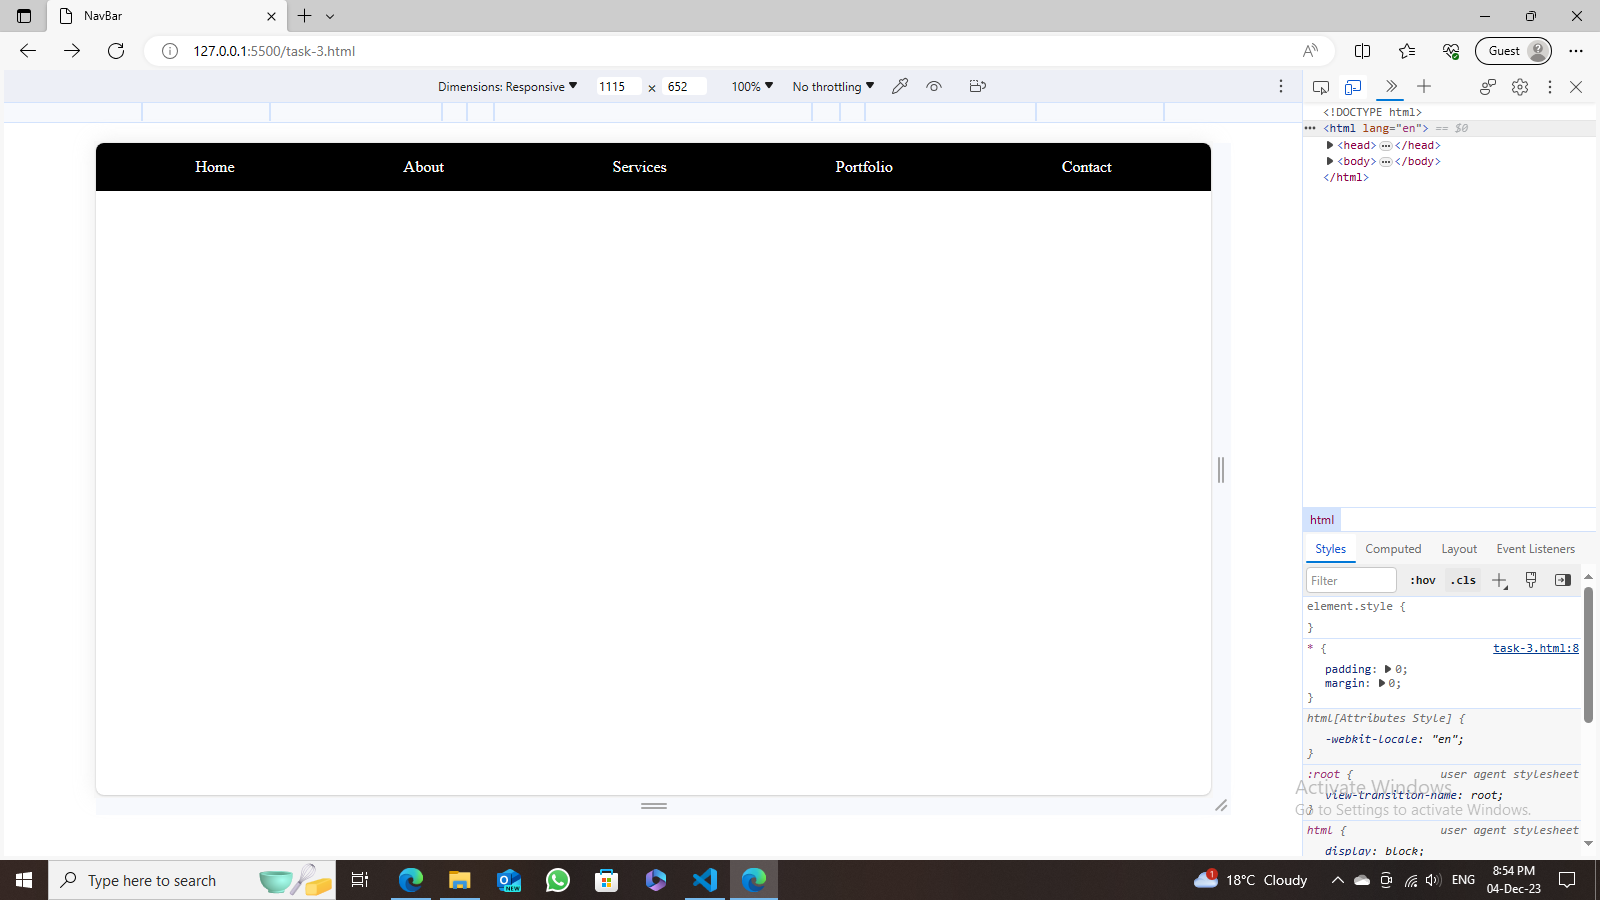 NavBar
127.0.0.1:5500/task-3.html
Guest
Dimensions: Responsive 1115 × 652 100% No throttling
Home About Services Portfolio Contact
<!DOCTYPE html>
<html lang="en"> == $0
<head> </head>
<body> </body>
</html>
html
Styles Computed Layout Event Listeners
Filter :hov .cls
element.style {
}
* { task-3.html:8
padding: 0;
margin: 0;
}
html[Attributes Style] {
-webkit-locale: "en";
}
:root { user agent stylesheet
view-transition-name: root;
}
html { user agent stylesheet
display: block;
Activate Windows
Go to Settings to activate Windows.
Type here to search
NEW
1
18°C Cloudy
ENG
8:54 PM
04-Dec-23